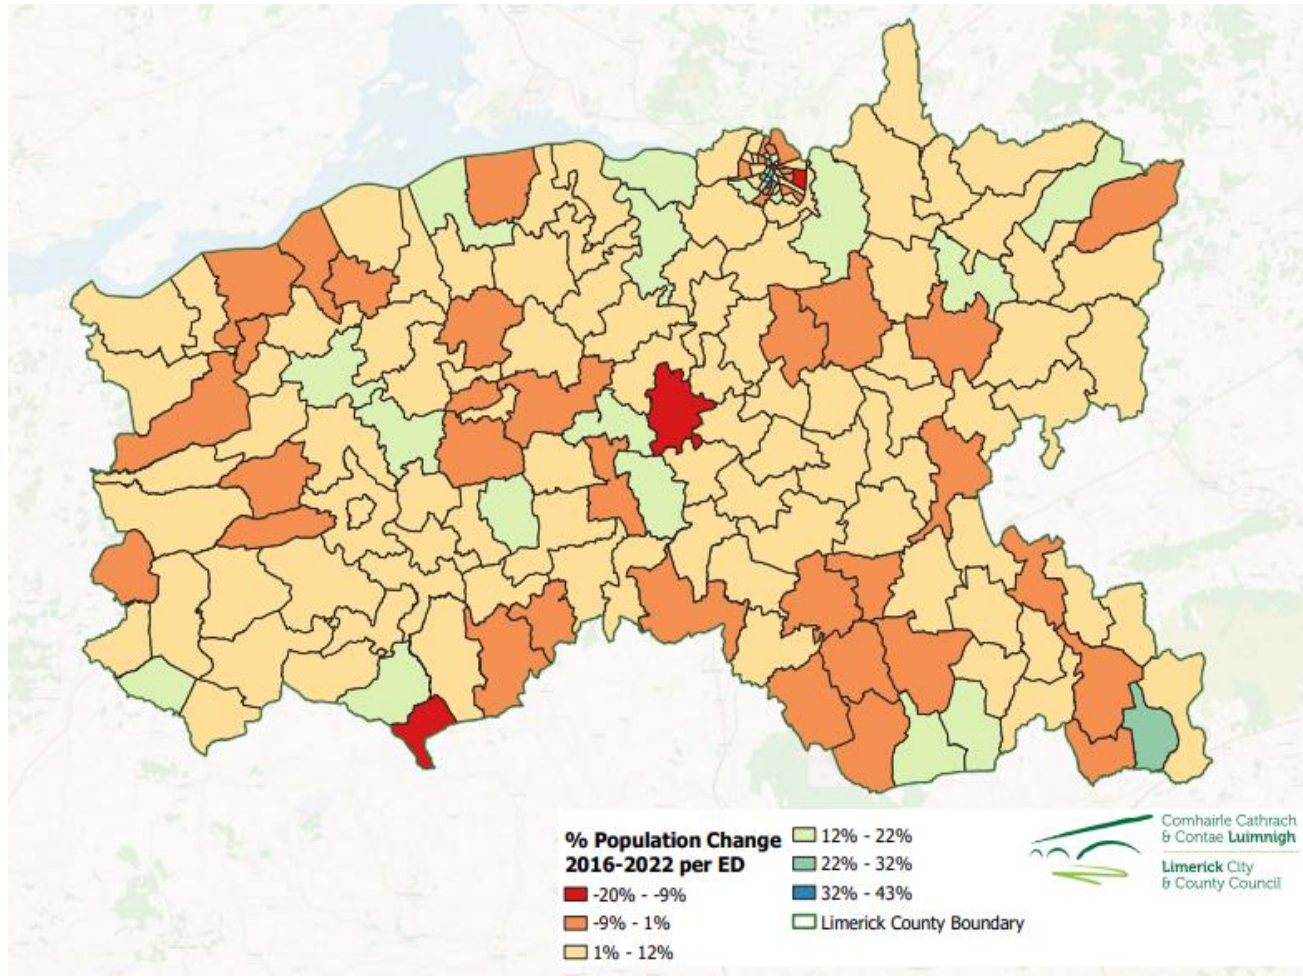 % Population Change
2016-2022 per ED
-20% - -9%
-9% - 1%
1% - 12%
12% - 22%
22% - 32%
32% - 43%
Limerick County Boundary
Comhairle Cathrach
& Contae Luimnigh
Limerick City
& County Council